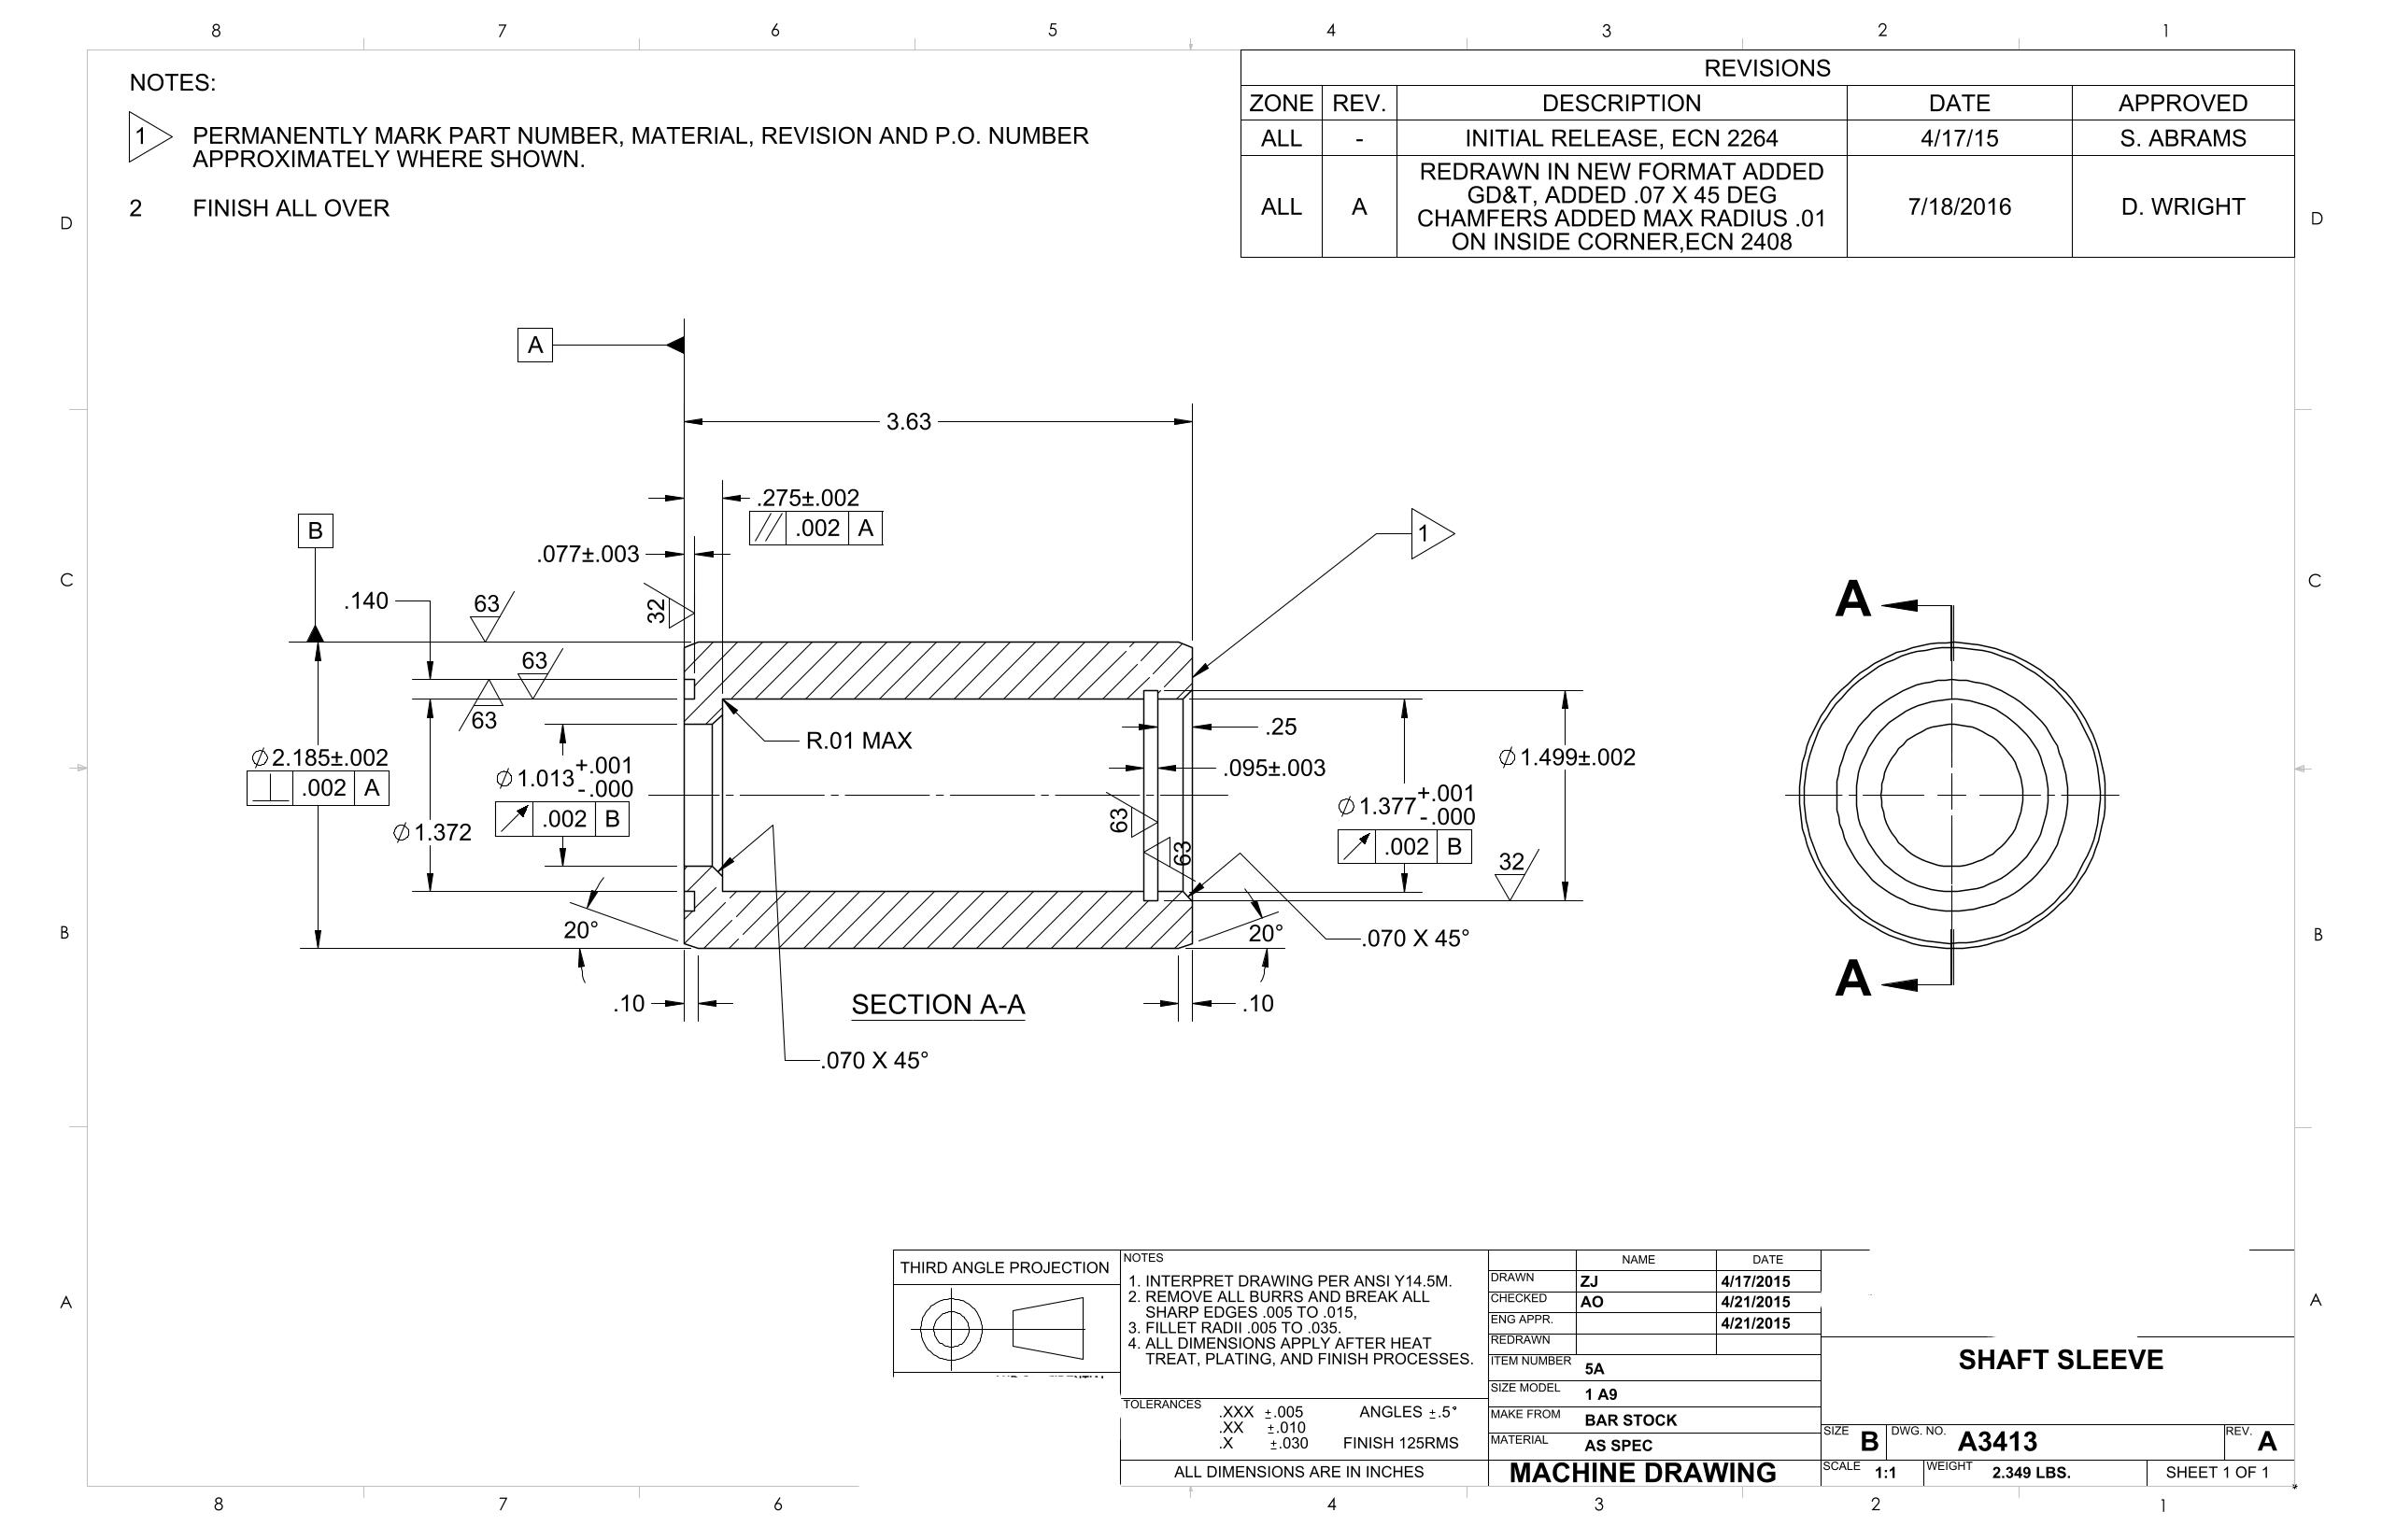 8 7 6 5 4 3 2 1
NOTES:
1 PERMANENTLY MARK PART NUMBER, MATERIAL, REVISION AND P.O. NUMBER
APPROXIMATELY WHERE SHOWN.
2 FINISH ALL OVER
REVISIONS
ZONE REV. DESCRIPTION DATE APPROVED
ALL - INITIAL RELEASE, ECN 2264 4/17/15 S. ABRAMS
REDRAWN IN NEW FORMAT ADDED
GD&T, ADDED .07 X 45 DEG
ALL A CHAMFERS ADDED MAX RADIUS .01 7/18/2016 D. WRIGHT
ON INSIDE CORNER,ECN 2408
D D
A
3.63
.275±.002
// .002 A
B
1
.077±.003
C C
.140
63
32
A
63
63
.25
R.01 MAX
⌀2.185±.002
⊥ .002 A
⌀1.013 +.001 -.000
↗ .002 B
.095±.003
⌀1.499±.002
⌀1.377 +.001 -.000
↗ .002 B
⌀1.372
63
63
32
20°
20°
.070 X 45°
B B
A
.10
SECTION A-A
.10
.070 X 45°
THIRD ANGLE PROJECTION
NOTES
1. INTERPRET DRAWING PER ANSI Y14.5M.
2. REMOVE ALL BURRS AND BREAK ALL
SHARP EDGES .005 TO .015,
3. FILLET RADII .005 TO .035.
4. ALL DIMENSIONS APPLY AFTER HEAT
TREAT, PLATING, AND FINISH PROCESSES.
TOLERANCES
.XXX ±.005 ANGLES ±.5°
.XX ±.010
.X ±.030 FINISH 125RMS
ALL DIMENSIONS ARE IN INCHES
NAME DATE
DRAWN ZJ 4/17/2015
CHECKED AO 4/21/2015
ENG APPR. 4/21/2015
REDRAWN
ITEM NUMBER 5A
SIZE MODEL 1 A9
MAKE FROM BAR STOCK
MATERIAL AS SPEC
MACHINE DRAWING
SHAFT SLEEVE
SIZE B DWG. NO. A3413 REV. A
SCALE 1:1 WEIGHT 2.349 LBS. SHEET 1 OF 1
A A
8 7 6 4 3 2 1